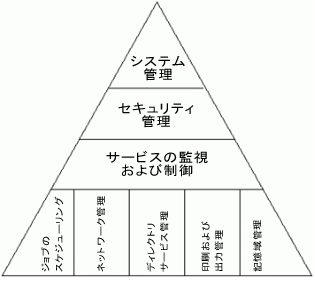 システム
管理
セキュリティ
管理
サービスの監視
および制御
ジョブの
スケジューリング
ネットワーク管理
ディレクトリ
サービス管理
印刷および
出力管理
記憶域管理